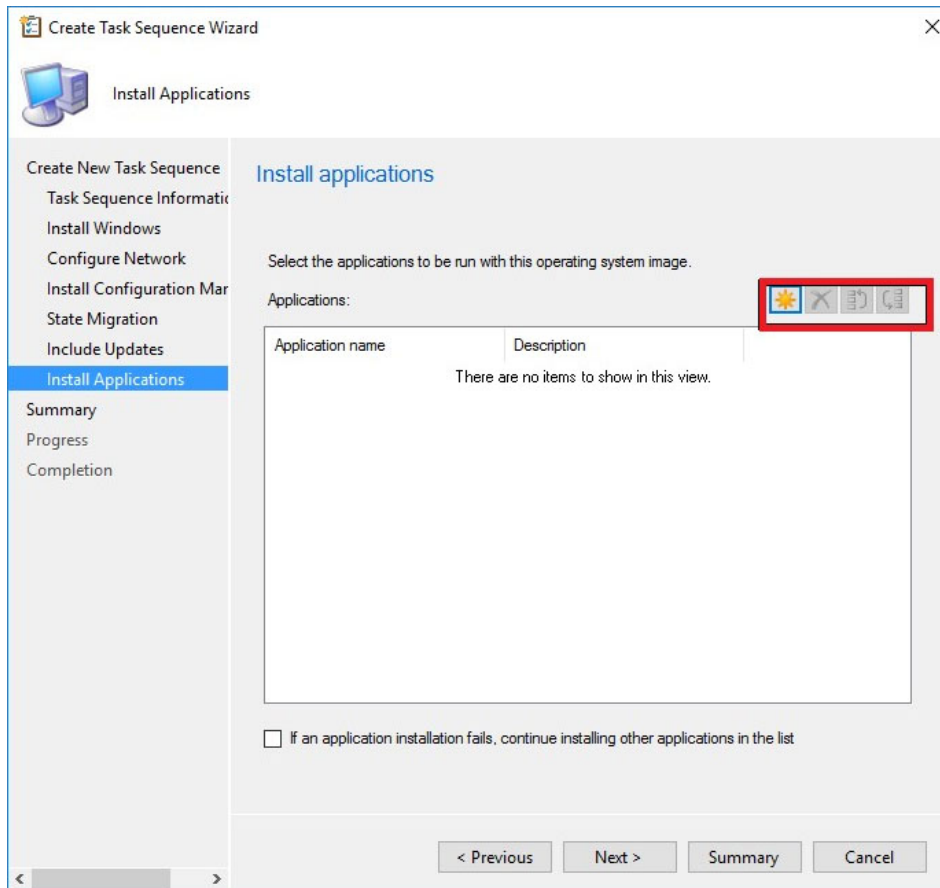 Create Task Sequence Wizard
Install Applications
Create New Task Sequence
Task Sequence Informatio
Install Windows
Configure Network
Install Configuration Mar
State Migration
Include Updates
Install Applications
Summary
Progress
Completion
Install applications
Select the applications to be run with this operating system image.
Applications:
Application name Description
There are no items to show in this view.
If an application installation fails, continue installing other applications in the list
< Previous Next > Summary Cancel